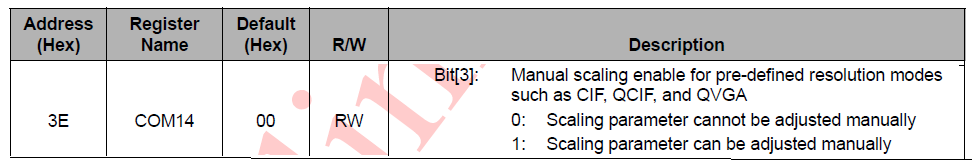 Address (Hex) Register Name Default (Hex) R/W Description
3E COM14 00 RW Bit[3]: Manual scaling enable for pre-defined resolution modes
such as CIF, QCIF, and QVGA
0: Scaling parameter cannot be adjusted manually
1: Scaling parameter can be adjusted manually